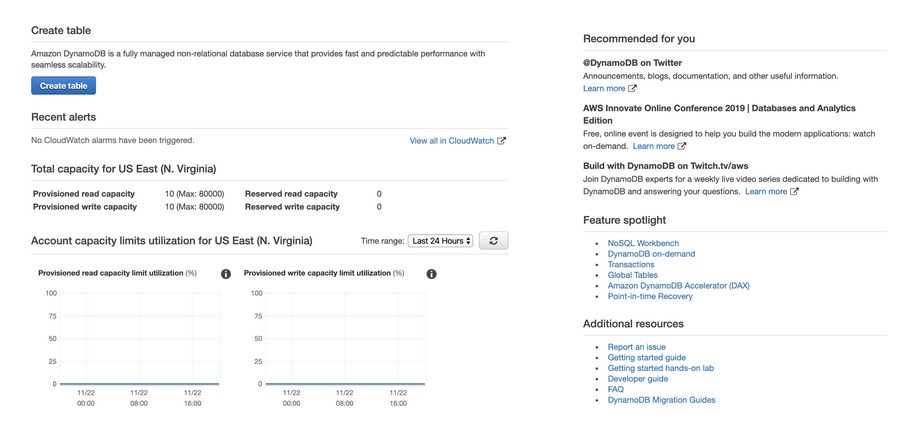 Create table
Amazon DynamoDB is a fully managed non-relational database service that provides fast and predictable performance with
seamless scalability.
Create table
Recent alerts
No CloudWatch alarms have been triggered.
View all in CloudWatch
Total capacity for US East (N. Virginia)
Provisioned read capacity 10 (Max: 80000) Reserved read capacity 0
Provisioned write capacity 10 (Max: 80000) Reserved write capacity 0
Account capacity limits utilization for US East (N. Virginia) Time range: Last 24 Hours
Provisioned read capacity limit utilization (%)
100
75
50
25
0
11/22 11/22 11/22
00:00 08:00 16:00
Provisioned write capacity limit utilization (%)
100
75
50
25
0
11/22 11/22 11/22
00:00 08:00 16:00
Recommended for you
@DynamoDB on Twitter
Announcements, blogs, documentation, and other useful information.
Learn more
AWS Innovate Online Conference 2019 | Databases and Analytics
Edition
Free, online event is designed to help you build the modern applications: watch
on-demand. Learn more
Build with DynamoDB on Twitch.tv/aws
Join DynamoDB experts for a weekly live video series dedicated to building with
DynamoDB and answering your questions. Learn more
Feature spotlight
• NoSQL Workbench
• DynamoDB on-demand
• Transactions
• Global Tables
• Amazon DynamoDB Accelerator (DAX)
• Point-in-time Recovery
Additional resources
• Report an issue
• Getting started guide
• Getting started hands-on lab
• Developer guide
• FAQ
• DynamoDB Migration Guides